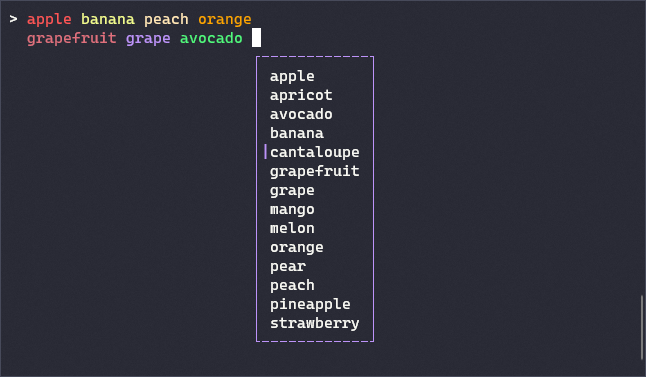 > apple banana peach orange
grapefruit grape avocado
apple
apricot
avocado
banana
cantaloupe
grapefruit
grape
mango
melon
orange
pear
peach
pineapple
strawberry